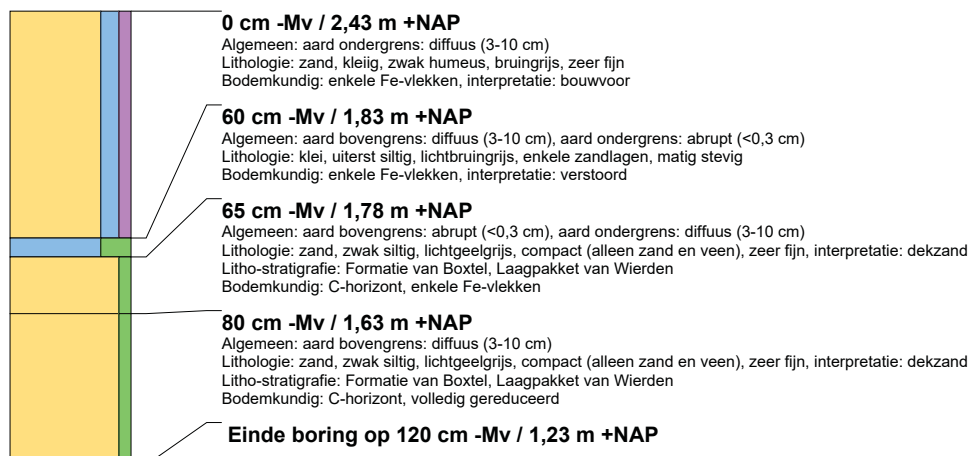 0 cm -Mv / 2,43 m +NAP
Algemeen: aard ondergrens: diffuus (3-10 cm)
Lithologie: zand, kleiig, zwak humeus, bruingrijs, zeer fijn
Bodemkundig: enkele Fe-vlekken, interpretatie: bouwvoor
60 cm -Mv / 1,83 m +NAP
Algemeen: aard bovengrens: diffuus (3-10 cm), aard ondergrens: abrupt (<0,3 cm)
Lithologie: klei, uiterst siltig, lichtbruingrijs, enkele zandlagen, matig stevig
Bodemkundig: enkele Fe-vlekken, interpretatie: verstoord
65 cm -Mv / 1,78 m +NAP
Algemeen: aard bovengrens: abrupt (<0,3 cm), aard ondergrens: diffuus (3-10 cm)
Lithologie: zand, zwak siltig, lichtgeelgrijs, compact (alleen zand en veen), zeer fijn, interpretatie: dekzand
Litho-stratigrafie: Formatie van Boxtel, Laagpakket van Wierden
Bodemkundig: C-horizont, enkele Fe-vlekken
80 cm -Mv / 1,63 m +NAP
Algemeen: aard bovengrens: diffuus (3-10 cm)
Lithologie: zand, zwak siltig, lichtgeelgrijs, compact (alleen zand en veen), zeer fijn, interpretatie: dekzand
Litho-stratigrafie: Formatie van Boxtel, Laagpakket van Wierden
Bodemkundig: C-horizont, volledig gereduceerd
Einde boring op 120 cm -Mv / 1,23 m +NAP